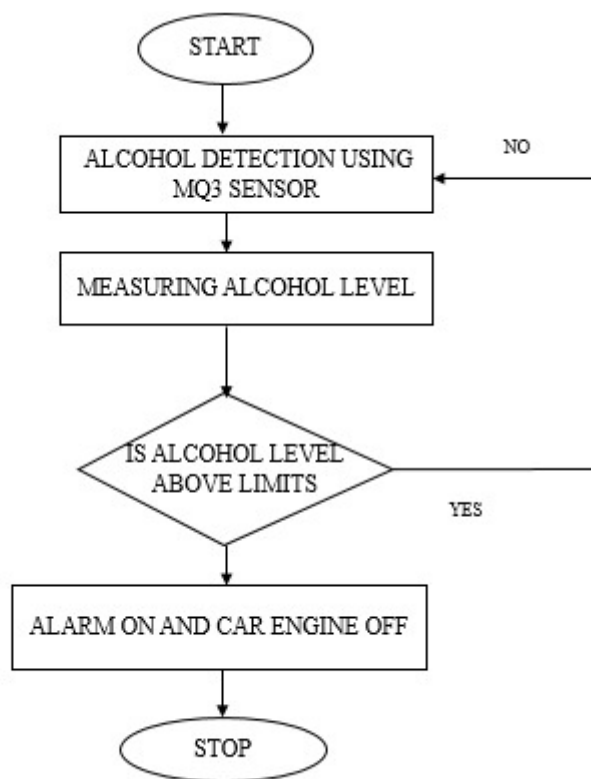 START
ALCOHOL DETECTION USING
MQ3 SENSOR
NO
MEASURING ALCOHOL LEVEL
IS ALCOHOL LEVEL
ABOVE LIMITS
YES
ALARM ON AND CAR ENGINE OFF
STOP